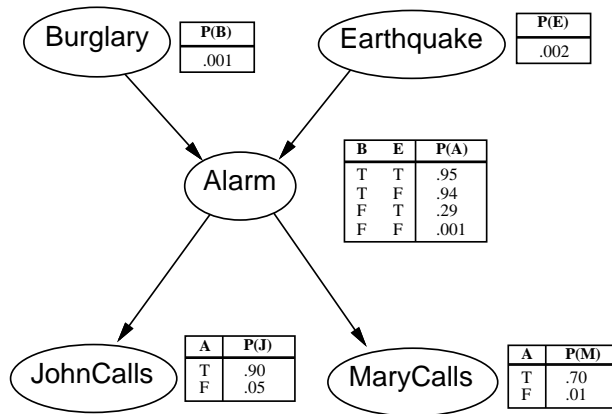 Burglary
P(B)
.001
Earthquake
P(E)
.002
Alarm
B E P(A)
T T .95
T F .94
F T .29
F F .001
JohnCalls
A P(J)
T .90
F .05
MaryCalls
A P(M)
T .70
F .01